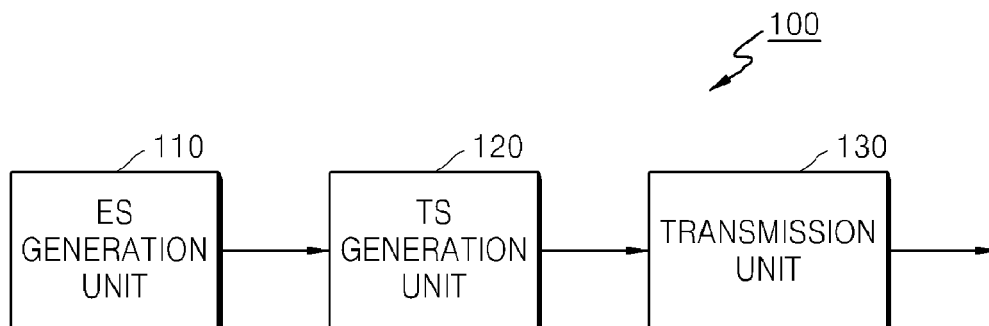 100
110
120
130
ES
GENERATION
UNIT
TS
GENERATION
UNIT
TRANSMISSION
UNIT